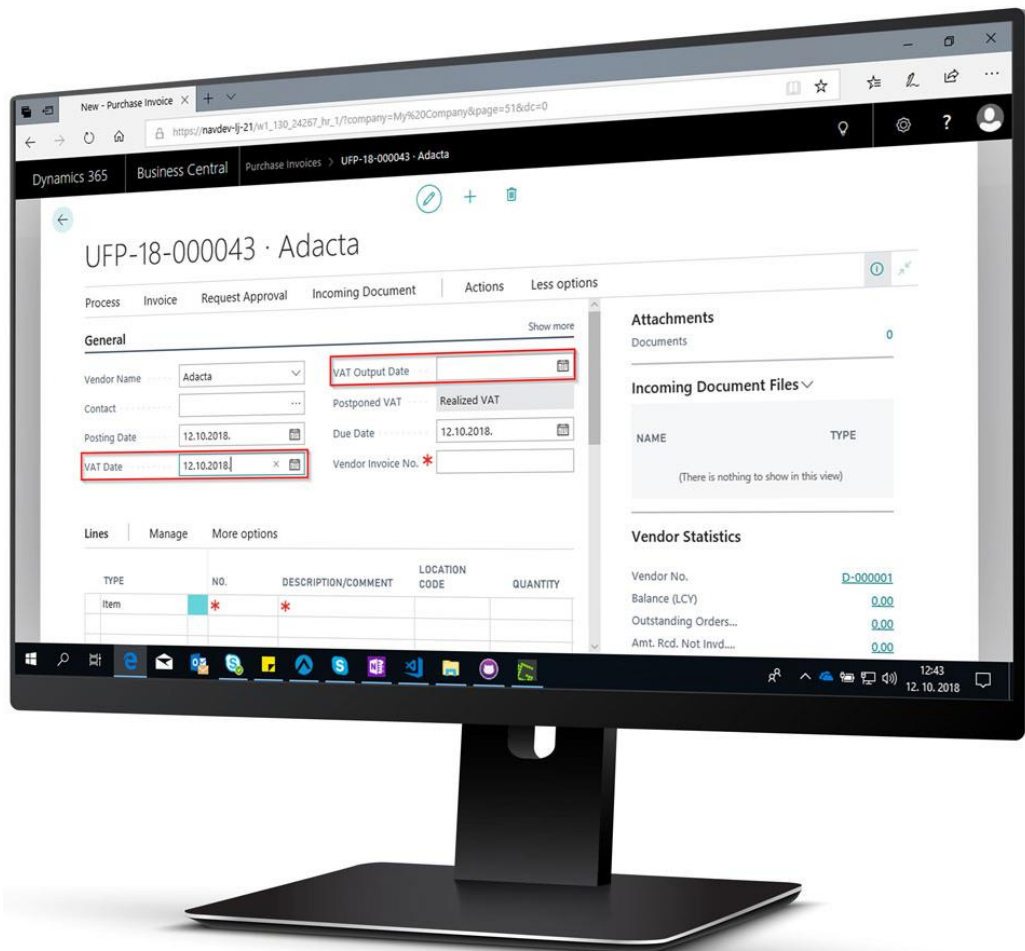 New - Purchase Invoice
https://navdev-lj-21/w1_130_24267_hr_1/?company=My%20Company&page=51&dc=0
Dynamics 365 Business Central Purchase Invoices > UFP-18-000043 · Adacta ?
UFP-18-000043 · Adacta
Process Invoice Request Approval Incoming Document Actions Less options
General Show more
Vendor Name Adacta
Contact
Posting Date 12.10.2018.
VAT Date 12.10.2018.
VAT Output Date
Postponed VAT Realized VAT
Due Date 12.10.2018.
Vendor Invoice No. *
Lines Manage More options
TYPE NO. DESCRIPTION/COMMENT LOCATION CODE QUANTITY
Item * *
Attachments
Documents 0
Incoming Document Files
NAME TYPE
(There is nothing to show in this view)
Vendor Statistics
Vendor No. D-000001
Balance (LCY) 0.00
Outstanding Orders... 0.00
Amt. Rcd. Not Invd.... 0.00
12:43
12. 10. 2018